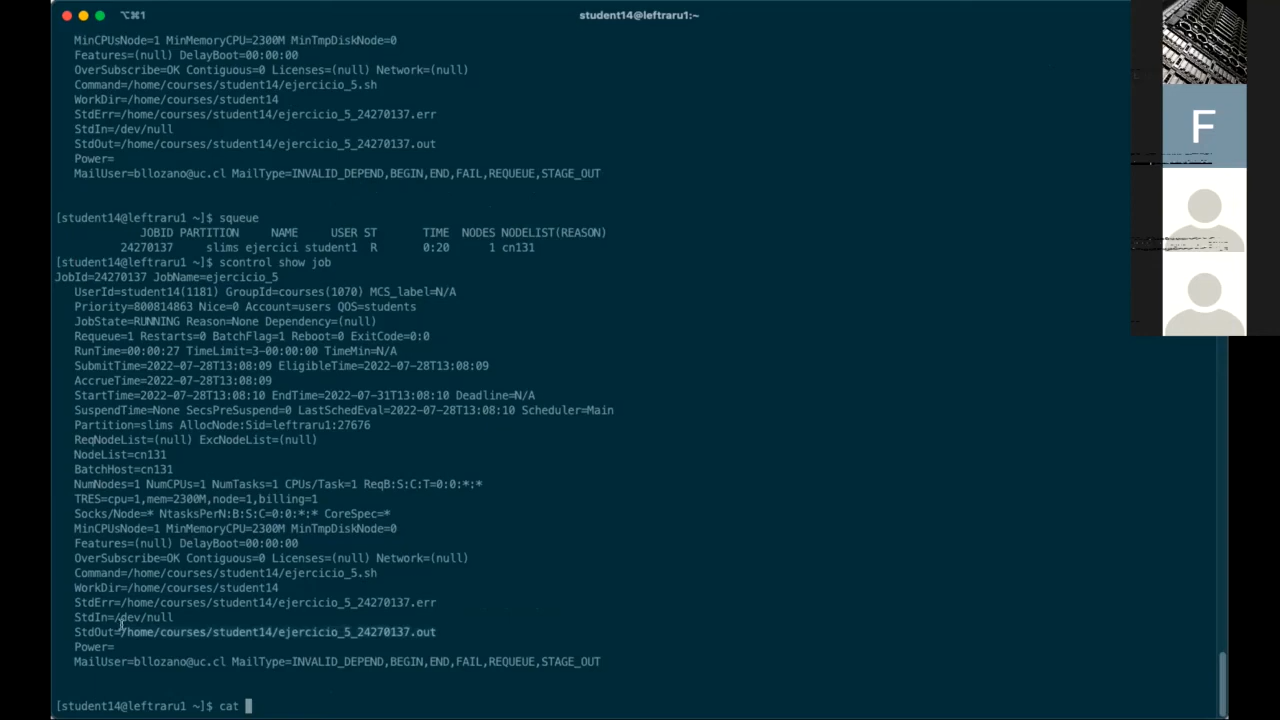 ⌥⌘1
student14@leftraru1:~
MinCPUsNode=1 MinMemoryCPU=2300M MinTmpDiskNode=0
Features=(null) DelayBoot=00:00:00
OverSubscribe=OK Contiguous=0 Licenses=(null) Network=(null)
Command=/home/courses/student14/ejercicio_5.sh
WorkDir=/home/courses/student14
StdErr=/home/courses/student14/ejercicio_5_24270137.err
StdIn=/dev/null
StdOut=/home/courses/student14/ejercicio_5_24270137.out
Power=
MailUser=bllozano@uc.cl MailType=INVALID_DEPEND,BEGIN,END,FAIL,REQUEUE,STAGE_OUT
[student14@leftraru1 ~]$ squeue
JOBID PARTITION NAME USER ST TIME NODES NODELIST(REASON)
24270137 slims ejercici student1 R 0:20 1 cn131
[student14@leftraru1 ~]$ scontrol show job
JobId=24270137 JobName=ejercicio_5
UserId=student14(1181) GroupId=courses(1070) MCS_label=N/A
Priority=800814863 Nice=0 Account=users QOS=students
JobState=RUNNING Reason=None Dependency=(null)
Requeue=1 Restarts=0 BatchFlag=1 Reboot=0 ExitCode=0:0
RunTime=00:00:27 TimeLimit=3-00:00:00 TimeMin=N/A
SubmitTime=2022-07-28T13:08:09 EligibleTime=2022-07-28T13:08:09
AccrueTime=2022-07-28T13:08:09
StartTime=2022-07-28T13:08:10 EndTime=2022-07-31T13:08:10 Deadline=N/A
SuspendTime=None SecsPreSuspend=0 LastSchedEval=2022-07-28T13:08:10 Scheduler=Main
Partition=slims AllocNode:Sid=leftraru1:27676
ReqNodeList=(null) ExcNodeList=(null)
NodeList=cn131
BatchHost=cn131
NumNodes=1 NumCPUs=1 NumTasks=1 CPUs/Task=1 ReqB:S:C:T=0:0:*:*
TRES=cpu=1,mem=2300M,node=1,billing=1
Socks/Node=* NtasksPerN:B:S:C=0:0:*:* CoreSpec=*
MinCPUsNode=1 MinMemoryCPU=2300M MinTmpDiskNode=0
Features=(null) DelayBoot=00:00:00
OverSubscribe=OK Contiguous=0 Licenses=(null) Network=(null)
Command=/home/courses/student14/ejercicio_5.sh
WorkDir=/home/courses/student14
StdErr=/home/courses/student14/ejercicio_5_24270137.err
StdIn=/dev/null
StdOut=/home/courses/student14/ejercicio_5_24270137.out
Power=
MailUser=bllozano@uc.cl MailType=INVALID_DEPEND,BEGIN,END,FAIL,REQUEUE,STAGE_OUT
[student14@leftraru1 ~]$ cat
F